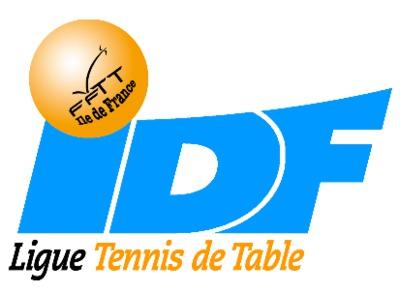 FFTT
Ile de France
iDF
Ligue Tennis de Table